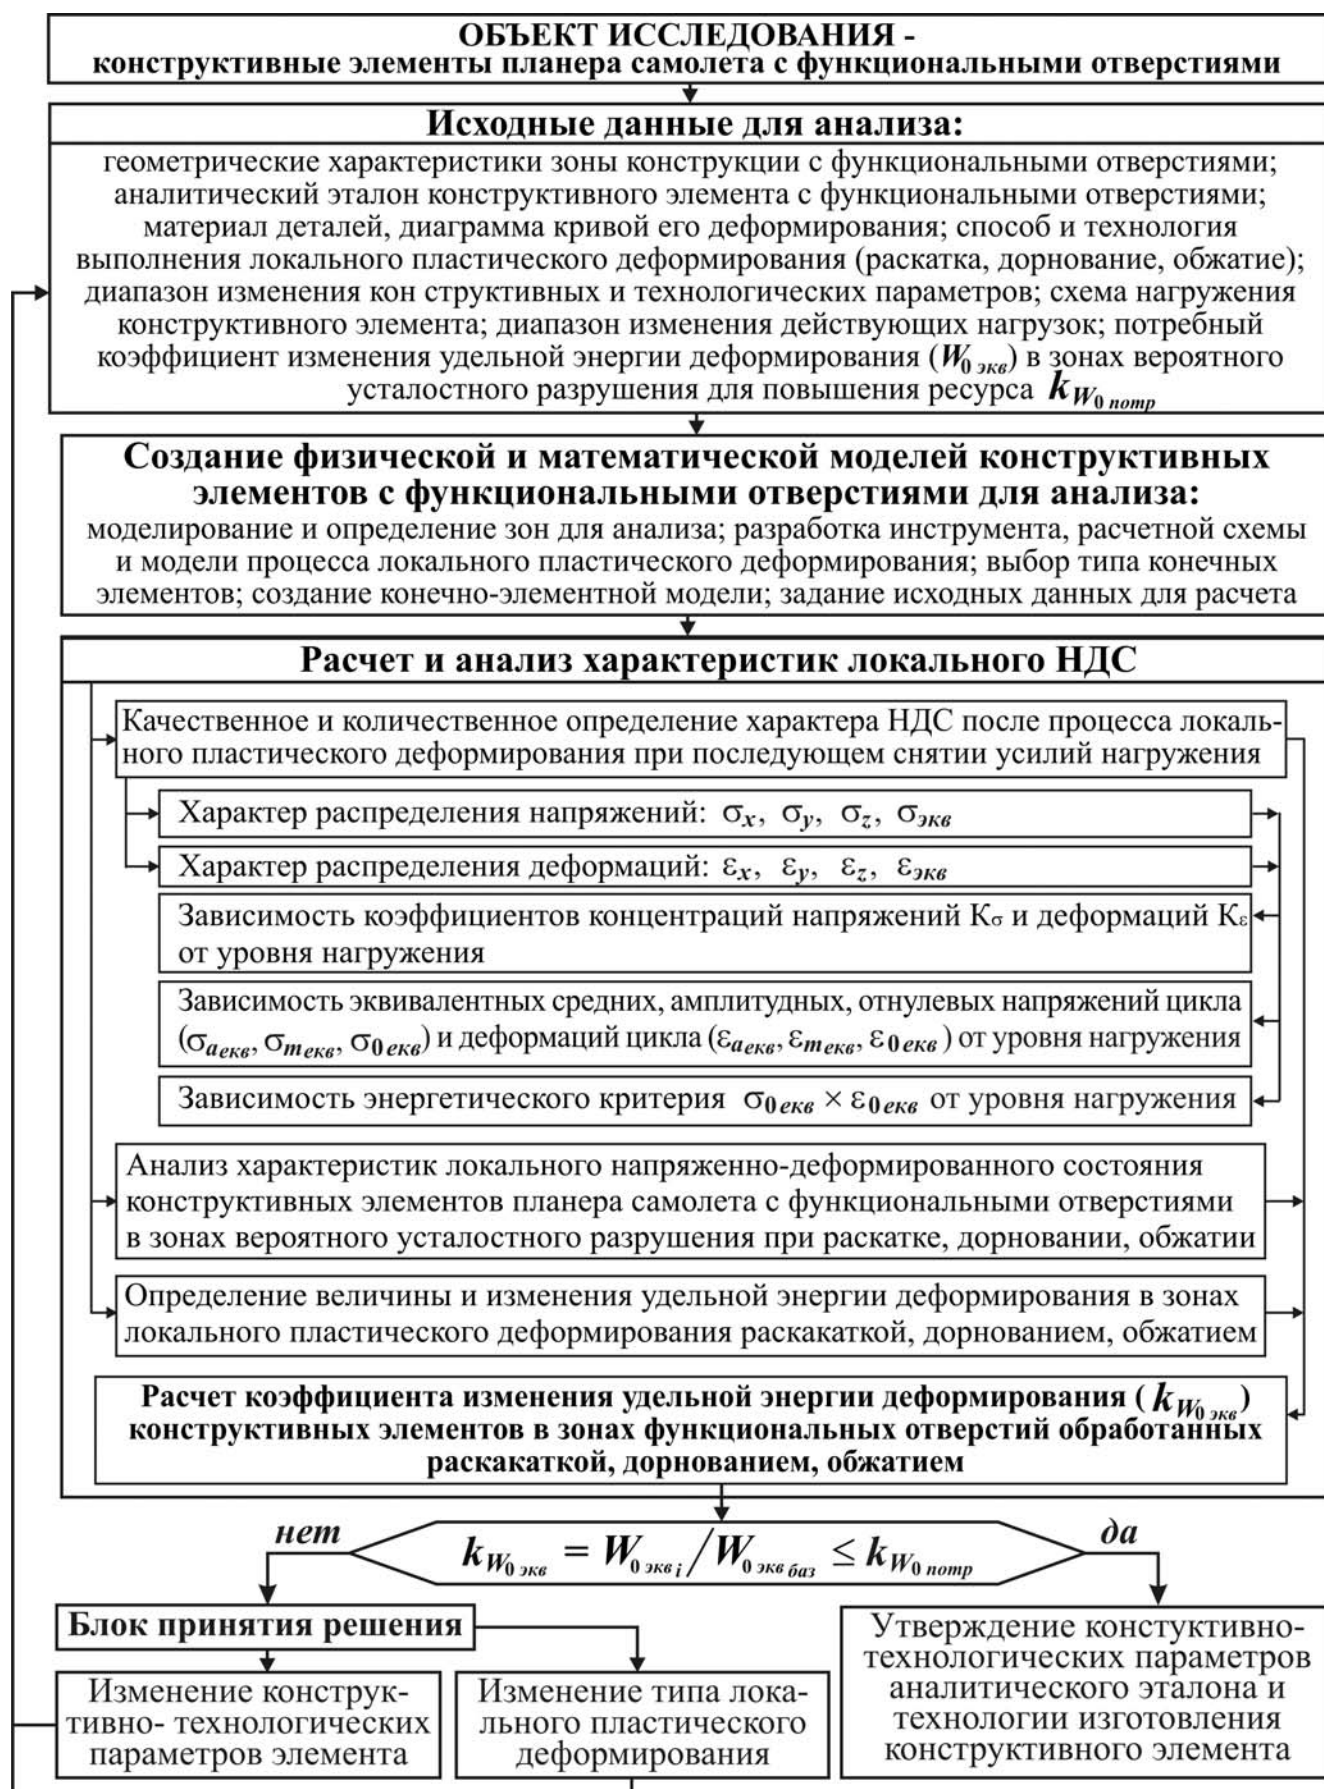 ОБЪЕКТ ИССЛЕДОВАНИЯ -
конструктивные элементы планера самолета с функциональными отверстиями
Исходные данные для анализа:
геометрические характеристики зоны конструкции с функциональными отверстиями;
аналитический эталон конструктивного элемента с функциональными отверстиями;
материал деталей, диаграмма кривой его деформирования; способ и технология
выполнения локального пластического деформирования (раскатка, дорнование, обжатие);
диапазон изменения кон структивных и технологических параметров; схема нагружения
конструктивного элемента; диапазон изменения действующих нагрузок; потребный
коэффициент изменения удельной энергии деформирования (W0 экв) в зонах вероятного
усталостного разрушения для повышения ресурса kW0 потр
Создание физической и математической моделей конструктивных
элементов с функциональными отверстиями для анализа:
моделирование и определение зон для анализа; разработка инструмента, расчетной схемы
и модели процесса локального пластического деформирования; выбор типа конечных
элементов; создание конечно-элементной модели; задание исходных данных для расчета
Расчет и анализ характеристик локального НДС
Качественное и количественное определение характера НДС после процесса локаль-
ного пластического деформирования при последующем снятии усилий нагружения
Характер распределения напряжений: σx, σy, σz, σэкв
Характер распределения деформаций: εx, εy, εz, εэкв
Зависимость коэффициентов концентраций напряжений Kσ и деформаций Kε
от уровня нагружения
Зависимость эквивалентных средних, амплитудных, отнулевых напряжений цикла
(σaекв, σmекв, σ0екв) и деформаций цикла (εaекв, εmекв, ε0екв) от уровня нагружения
Зависимость энергетического критерия σ0екв × ε0екв от уровня нагружения
Анализ характеристик локального напряженно-деформированного состояния
конструктивных элементов планера самолета с функциональными отверстиями
в зонах вероятного усталостного разрушения при раскатке, дорновании, обжатии
Определение величины и изменения удельной энергии деформирования в зонах
локального пластического деформирования раскакаткой, дорнованием, обжатием
Расчет коэффициента изменения удельной энергии деформирования ( kW0 экв)
конструктивных элементов в зонах функциональных отверстий обработанных
раскакаткой, дорнованием, обжатием
нет
kW0 экв = W0 экв i / W0 экв баз ≤ kW0 потр
да
Блок принятия решения
Изменение конструк-
тивно- технологических
параметров элемента
Изменение типа лока-
льного пластического
деформирования
Утверждение констуктивно-
технологических параметров
аналитического эталона и
технологии изготовления
конструктивного элемента